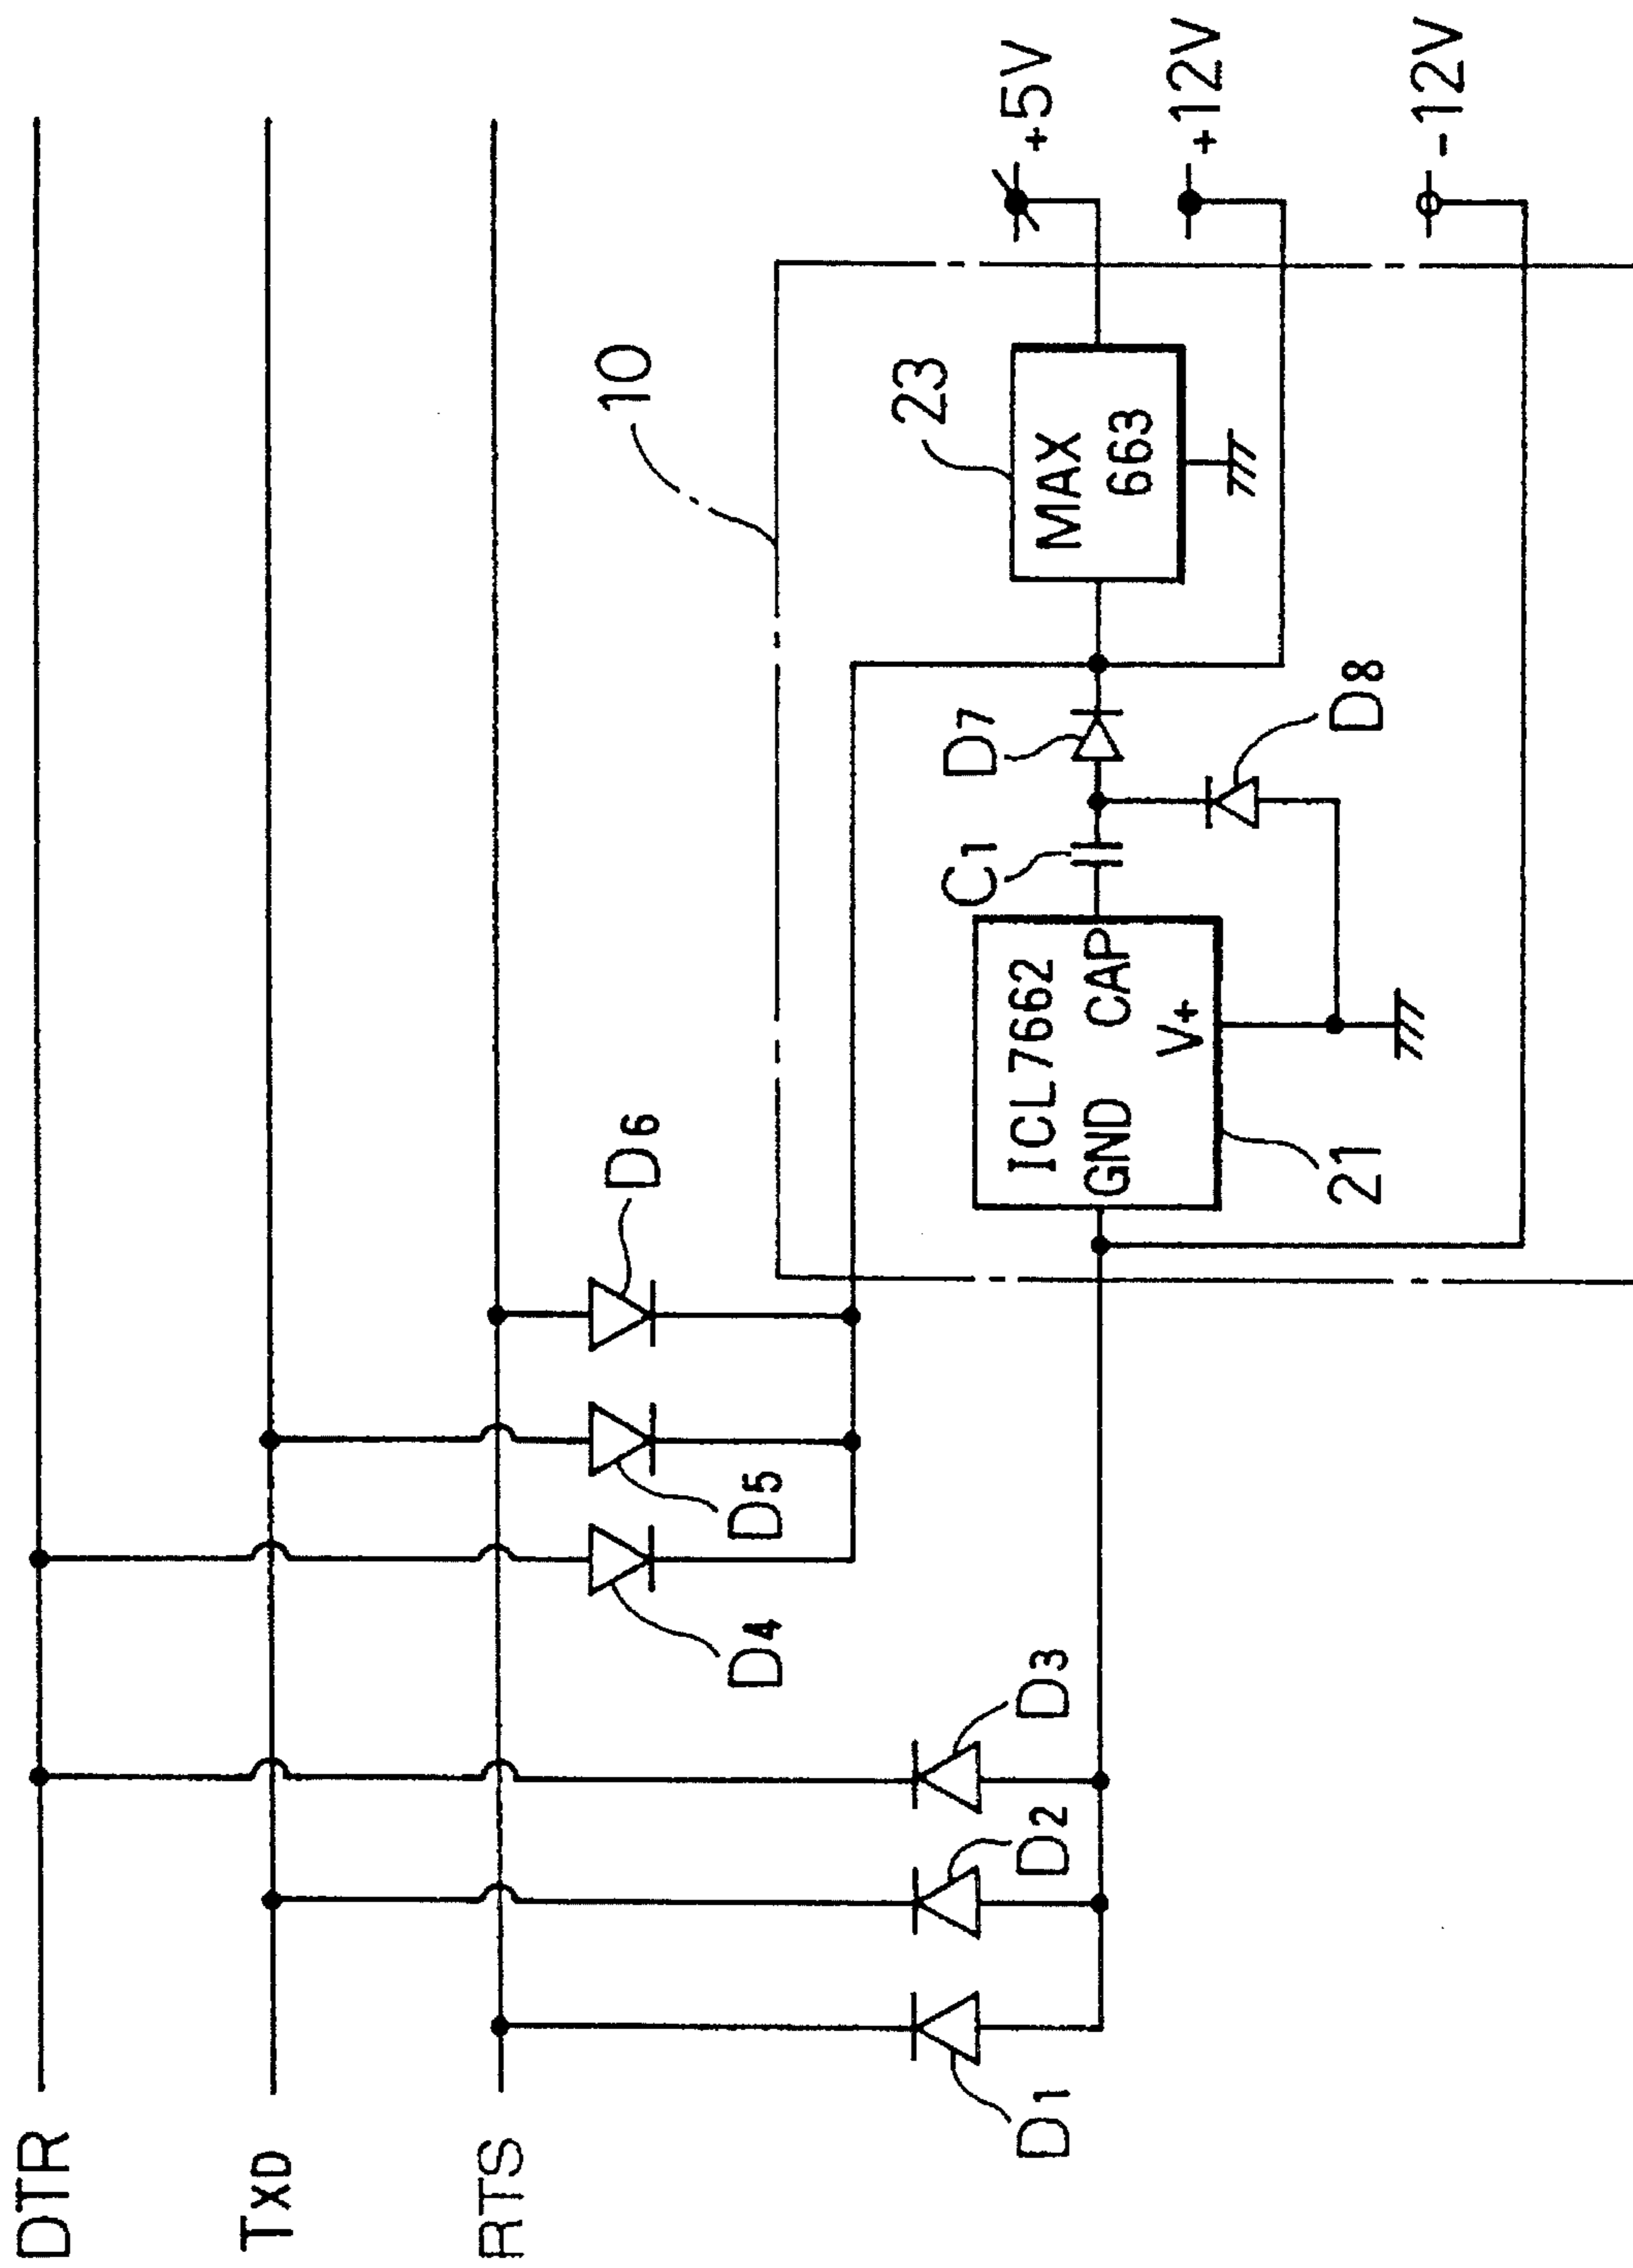 DTR
TxD
RTS
D1
D2
D3
D4
D5
D6
10
21
ICL7662
GND
CAP
V+
C1
D7
D8
23
MAX
663
+5V
+12V
-12V